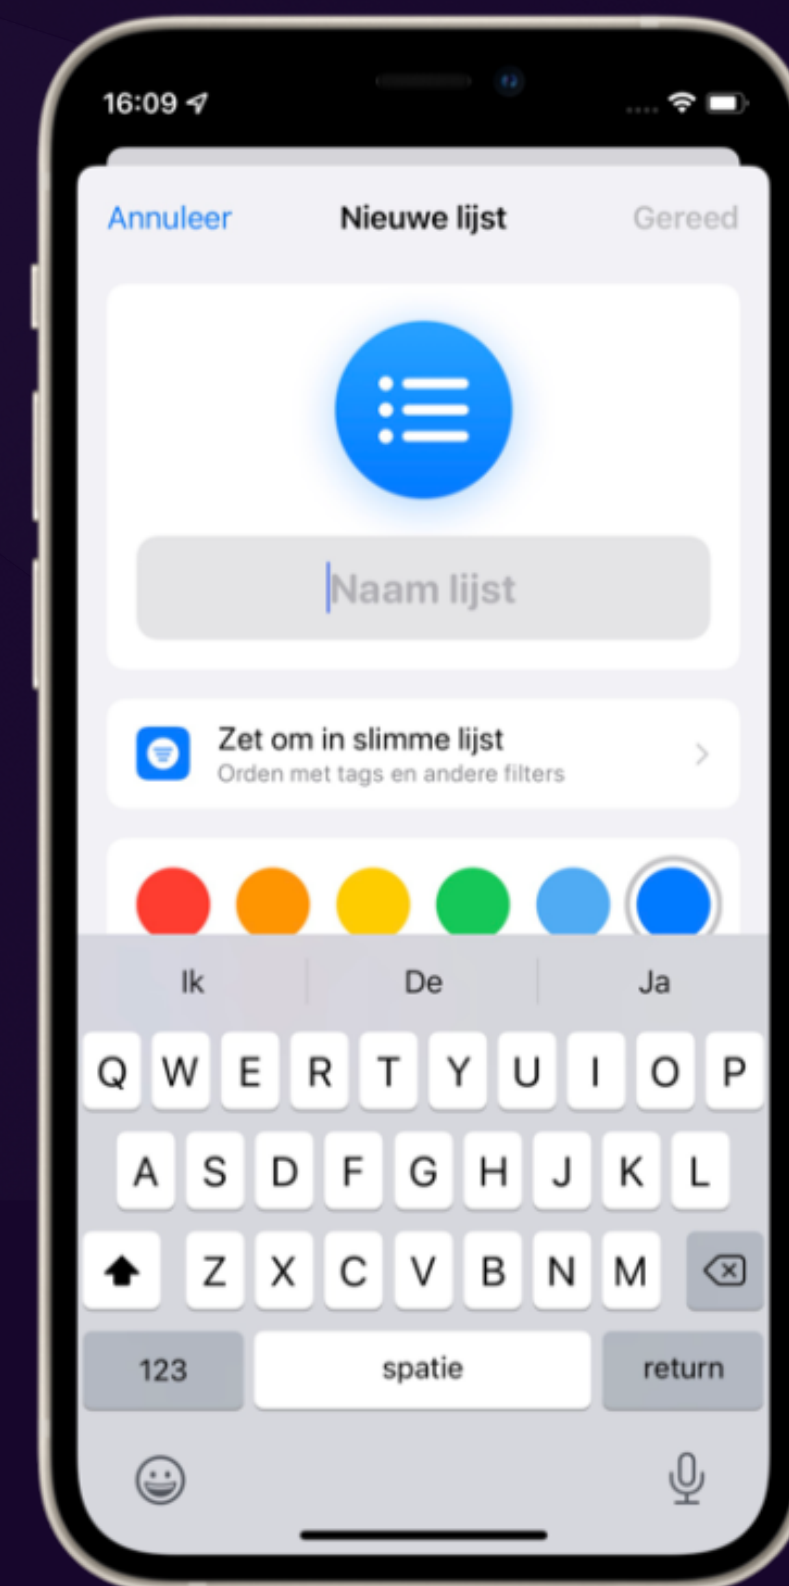 16:09
Annuleer
Nieuwe lijst
Gereed
Naam lijst
Zet om in slimme lijst
Orden met tags en andere filters
Ik De Ja
Q W E R T Y U I O P
A S D F G H J K L
Z X C V B N M
123 spatie return